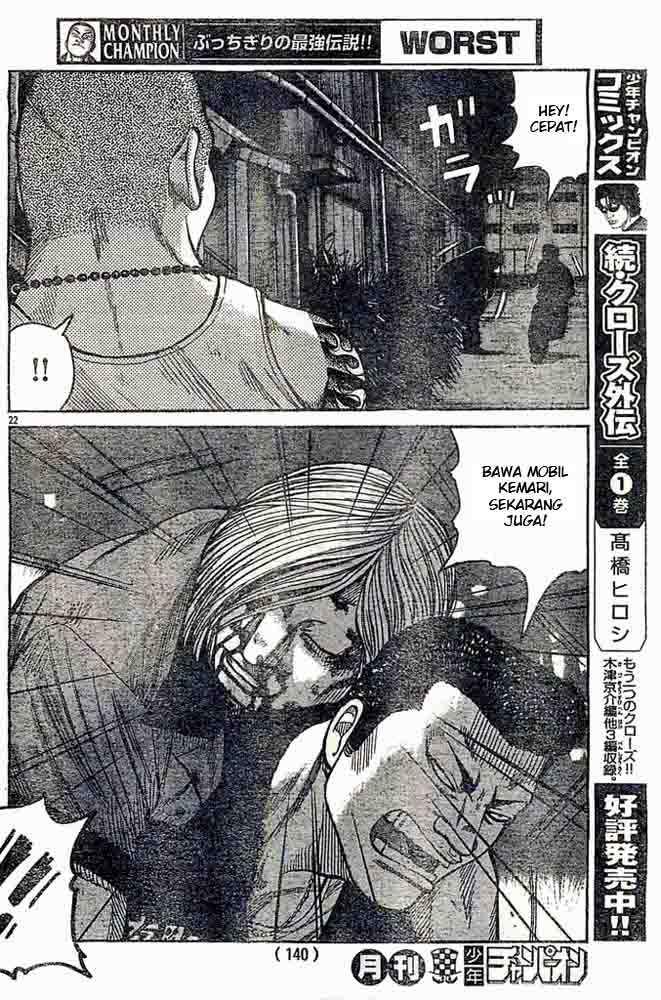 MONTHLY
CHAMPION
ぶっちぎりの最強伝説!!
WORST
HEY!
CEPAT!
ガラ
!!
22
BAWA MOBIL
KEMARI,
SEKARANG
JUGA!
(140)
月刊少年チャンピオン
少年チャンピオン
コミックス
続・クローズ外伝
全1巻
髙橋ヒロシ
もう一つのクローズ!!
木津京介編他3編収録。
好評発売中!!